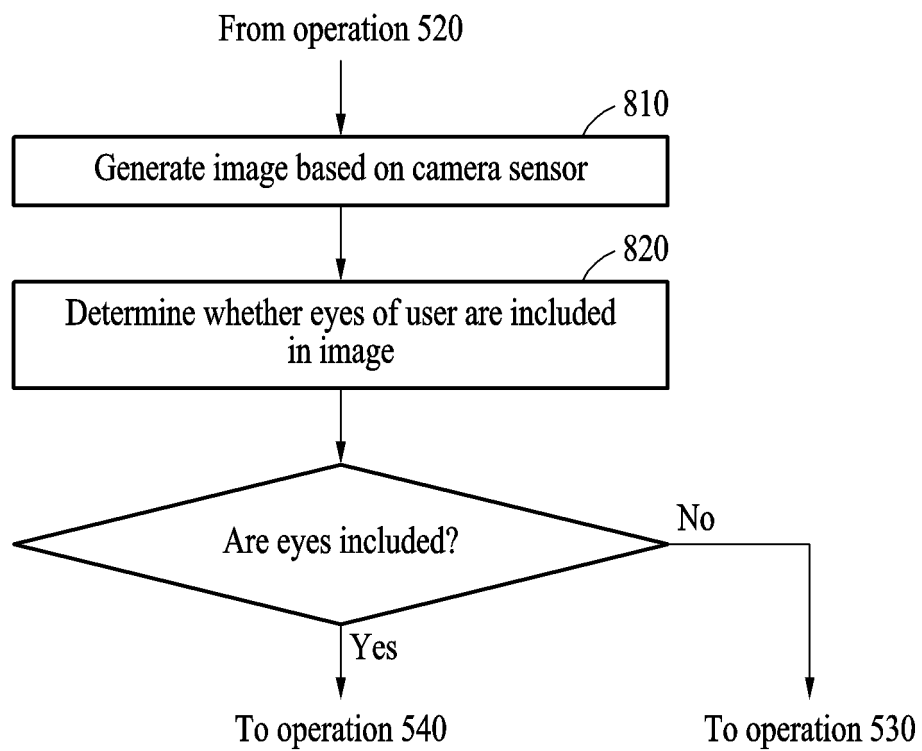 From operation 520
810
Generate image based on camera sensor
820
Determine whether eyes of user are included
in image
Are eyes included?
No
Yes
To operation 540
To operation 530